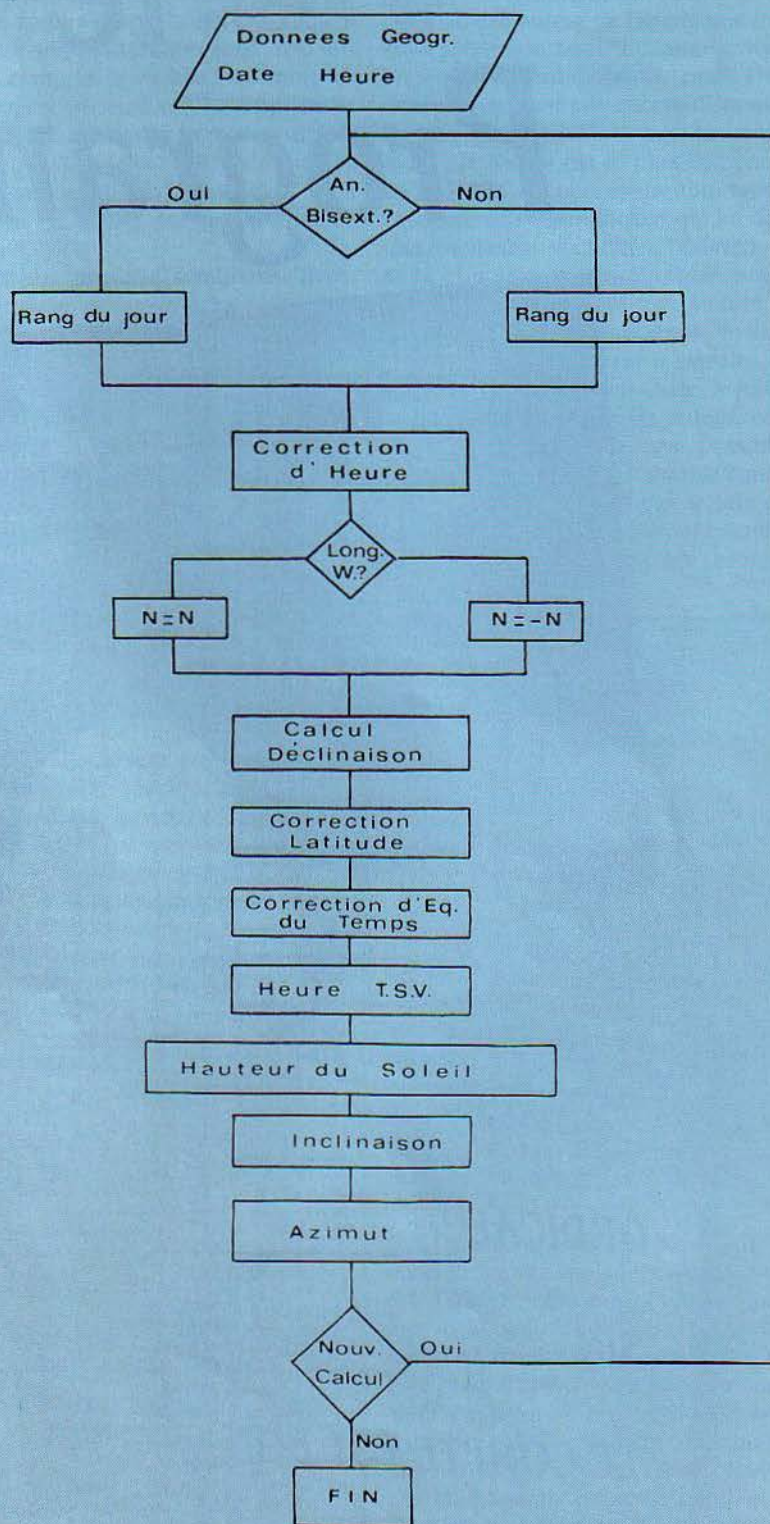 Donnees Geogr.
Date Heure
An.
Bisext.?
Oui
Non
Rang du jour
Rang du jour
Correction
d'Heure
Long.
W.?
N=N
N=-N
Calcul
Déclinaison
Correction
Latitude
Correction d'Eq.
du Temps
Heure T.S.V.
Hauteur du Soleil
Inclinaison
Azimut
Nouv.
Calcul
Oui
Non
FIN